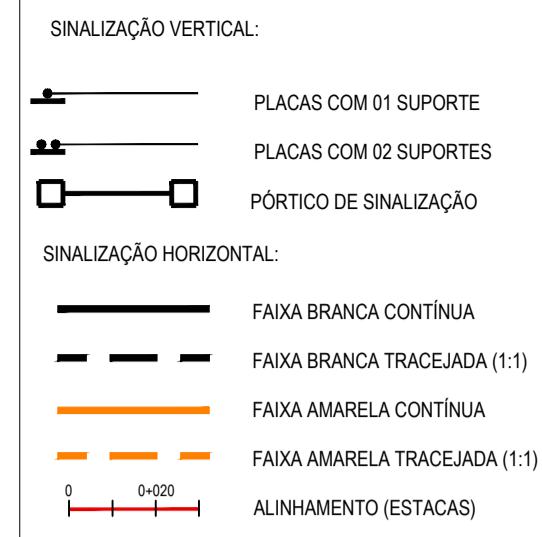 SINALIZAÇÃO VERTICAL:
PLACAS COM 01 SUPORTE
PLACAS COM 02 SUPORTES
PÓRTICO DE SINALIZAÇÃO
SINALIZAÇÃO HORIZONTAL:
FAIXA BRANCA CONTÍNUA
FAIXA BRANCA TRACEJADA (1:1)
FAIXA AMARELA CONTÍNUA
FAIXA AMARELA TRACEJADA (1:1)
0 0+020
ALINHAMENTO (ESTACAS)